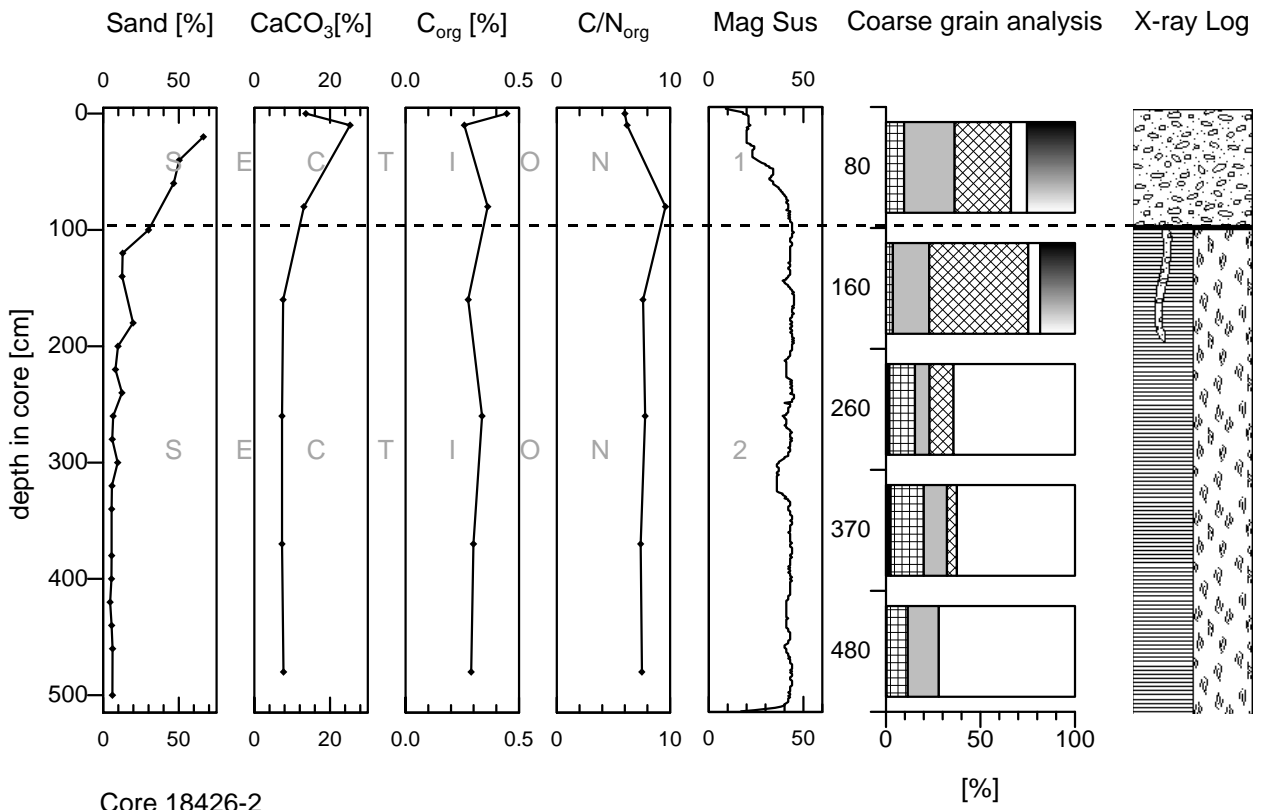 Sand [%] CaCO3[%] Corg [%] C/Norg Mag Sus Coarse grain analysis X-ray Log
0 50 0 20 0.0 0.5 0 10 0 50
0
S E C T I O N 1
80
100
160
200
depth in core [cm]
260
300
S E C T I O N 2
370
400
480
500
0 50 0 20 0.0 0.5 0 10 0 50 0 50 100
[%]
Core 18426-2